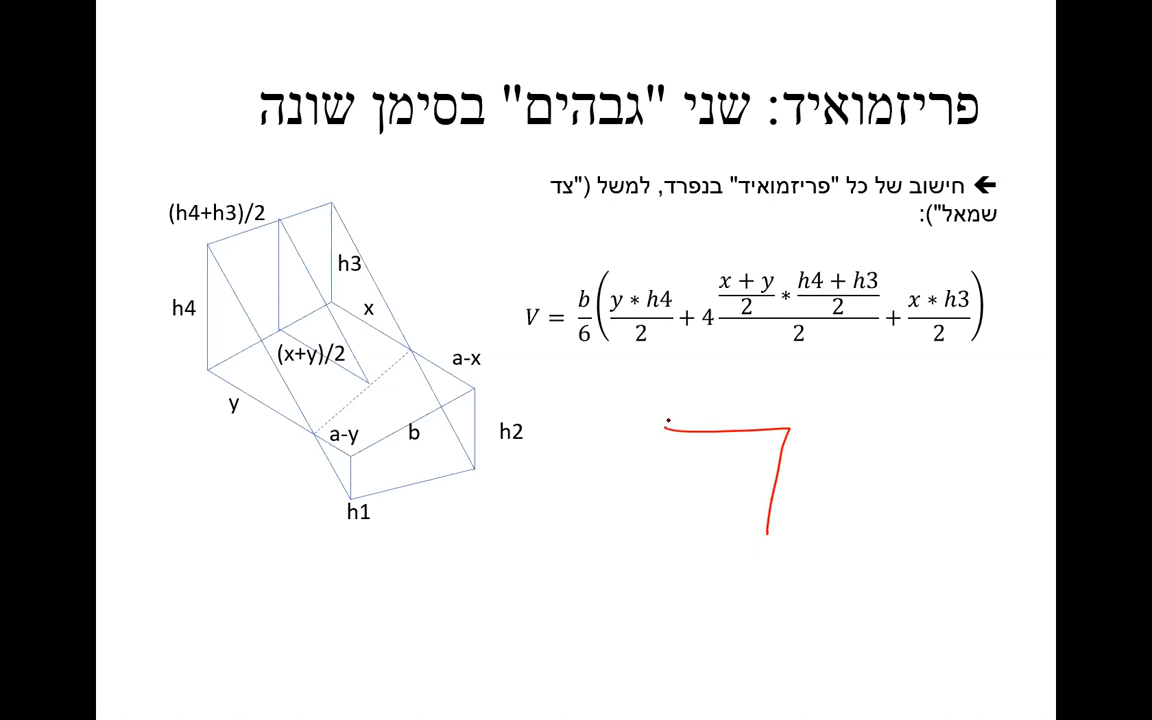 פריזמואיד: שני "גבהים" בסימן שונה
🡸 חישוב של כל "פריזמואיד" בנפרד, למשל ("צד
שמאל"):
V = b/6 ( (y * h4)/2 + 4 ((x + y)/2 * (h4 + h3)/2)/2 + (x * h3)/2 )
(h4+h3)/2
h3
h4
x
(x+y)/2
a-x
y
a-y
b
h2
h1